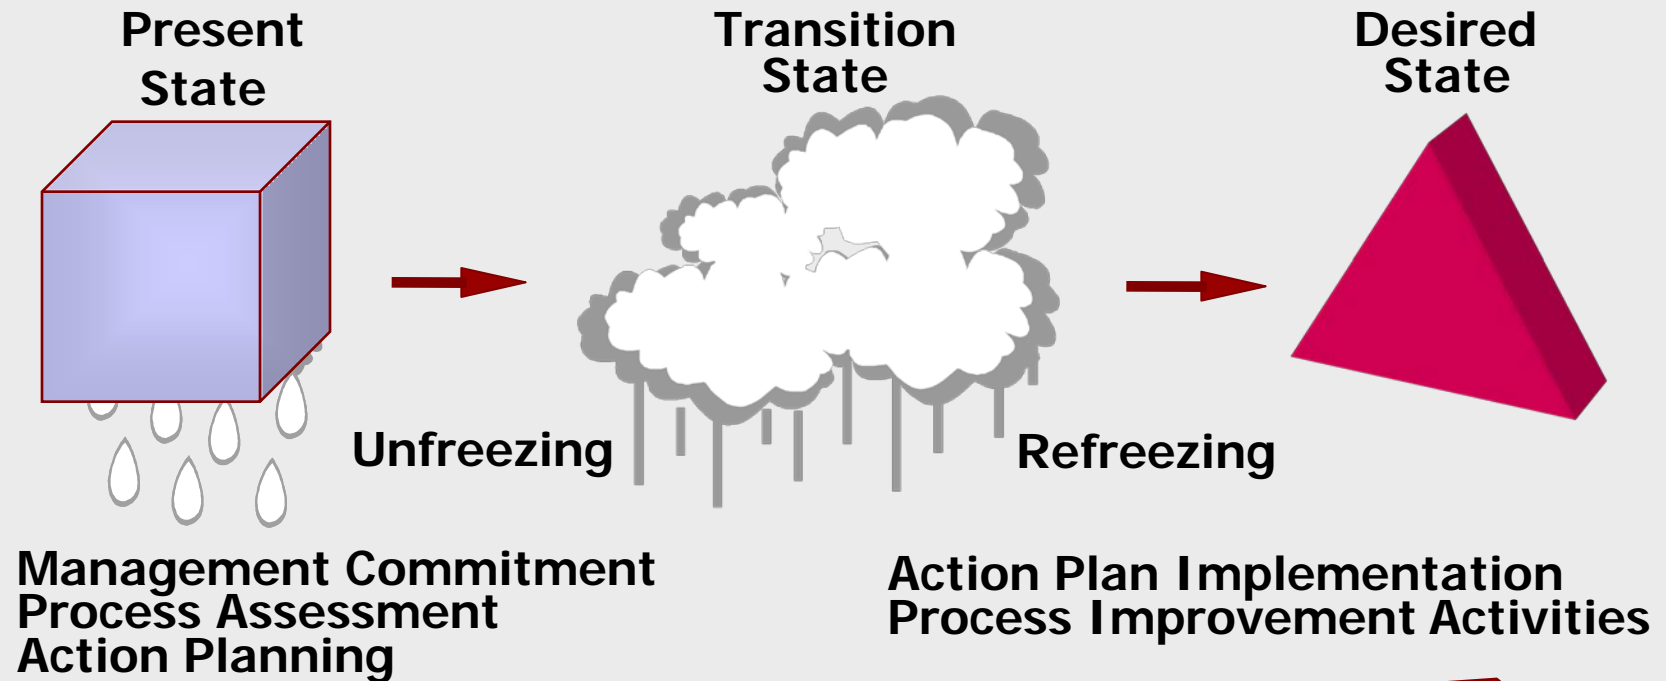 Present
State
Transition
State
Desired
State
Unfreezing
Refreezing
Management Commitment
Process Assessment
Action Planning
Action Plan Implementation
Process Improvement Activities